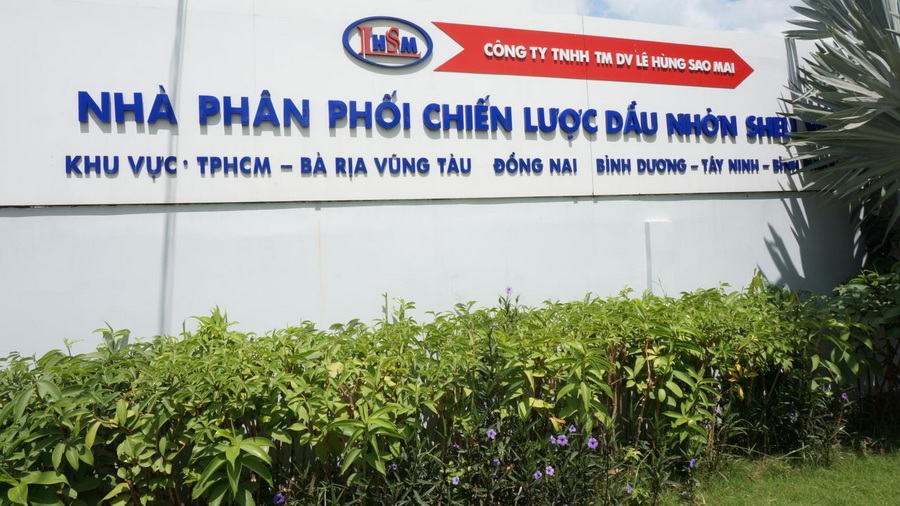 LHSM
CÔNG TY TNHH TM DV LÊ HÙNG SAO MAI
NHÀ PHÂN PHỐI CHIẾN LƯỢC DẦU NHỜN SHELL
KHU VỰC · TPHCM – BÀ RỊA VŨNG TÀU ĐỒNG NAI BÌNH DƯƠNG – TÂY NINH –